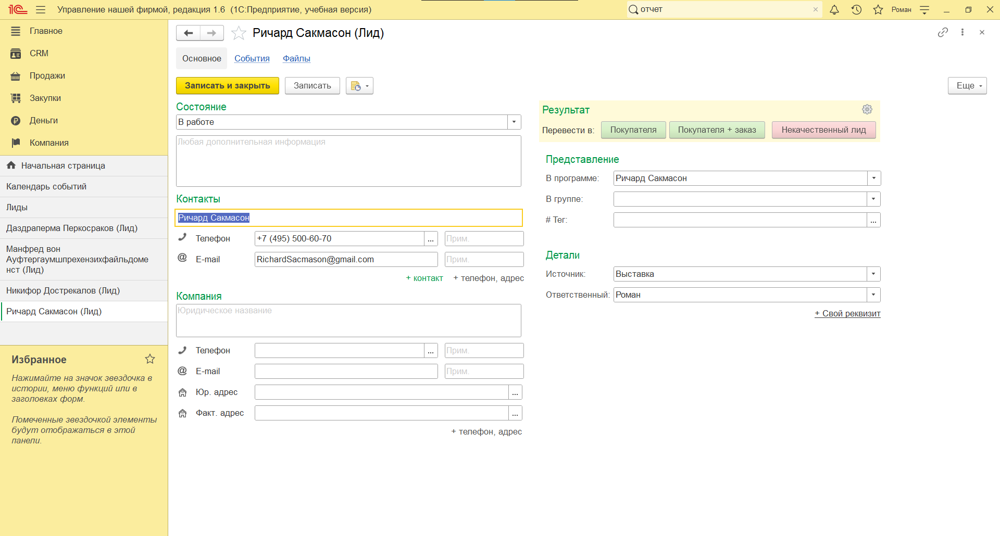 Управление нашей фирмой, редакция 1.6 (1С:Предприятие, учебная версия)
отчет
Роман
Главное
CRM
Продажи
Закупки
Деньги
Компания
Начальная страница
Календарь событий
Лиды
Даздраперма Перкосраков (Лид)
Манфред вон
Ауфтергаумшпрехензихфайльдоме
нст (Лид)
Никифор Дострекалов (Лид)
Ричард Сакмасон (Лид)
Избранное
Нажимайте на значок звездочка в
истории, меню функций или в
заголовках форм.
Помеченные звездочкой элементы
будут отображаться в этой
панели.
Ричард Сакмасон (Лид)
Основное События Файлы
Записать и закрыть Записать Еще
Состояние
В работе
Любая дополнительная информация
Контакты
Ричард Сакмасон
Телефон +7 (495) 500-60-70 ... Прим.
E-mail RichardSacmason@gmail.com Прим.
+ контакт + телефон, адрес
Компания
Юридическое название
Телефон ... Прим.
E-mail Прим.
Юр. адрес ...
Факт. адрес ...
+ телефон, адрес
Результат
Перевести в: Покупателя Покупателя + заказ Некачественный лид
Представление
В программе: Ричард Сакмасон
В группе:
# Тег: ...
Детали
Источник: Выставка
Ответственный: Роман
+ Свой реквизит